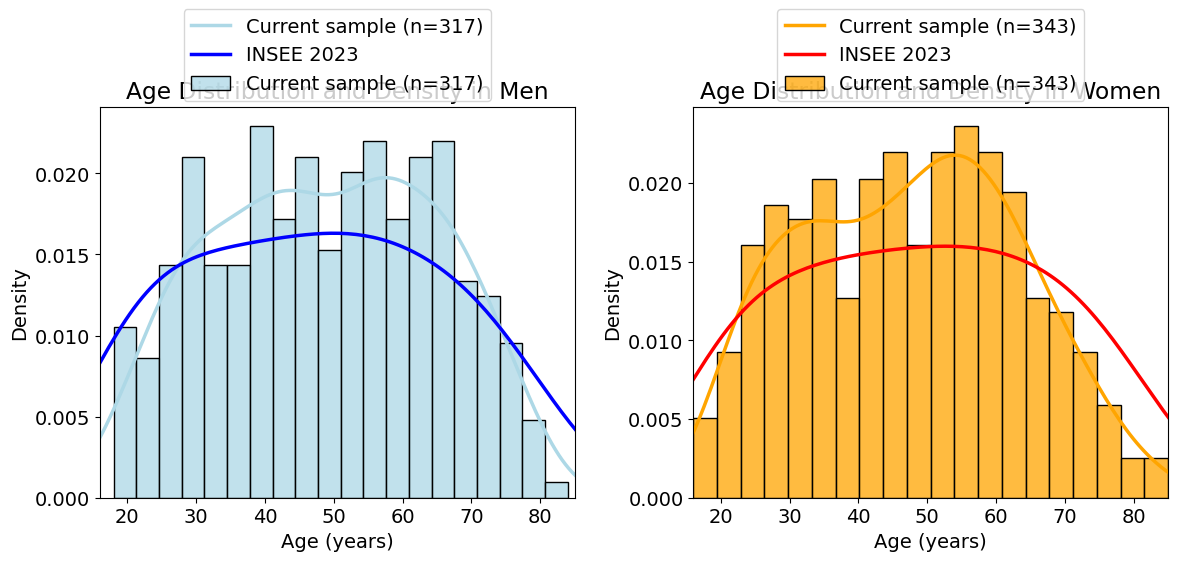 Current sample (n=317)
INSEE 2023
Current sample (n=317)
Age Distribution and Density in Men
0.020
0.015
0.010
0.005
0.000
Density
20 30 40 50 60 70 80
Age (years)
Current sample (n=343)
INSEE 2023
Current sample (n=343)
Age Distribution and Density in Women
0.020
0.015
0.010
0.005
0.000
Density
20 30 40 50 60 70 80
Age (years)